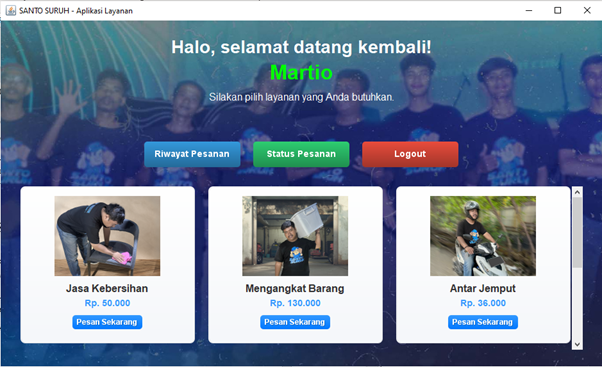 SANTO SURUH - Aplikasi Layanan
Halo, selamat datang kembali!
Martio
Silakan pilih layanan yang Anda butuhkan.
Riwayat Pesanan
Status Pesanan
Logout
Jasa Kebersihan
Rp. 50.000
Pesan Sekarang
Mengangkat Barang
Rp. 130.000
Pesan Sekarang
Antar Jemput
Rp. 36.000
Pesan Sekarang